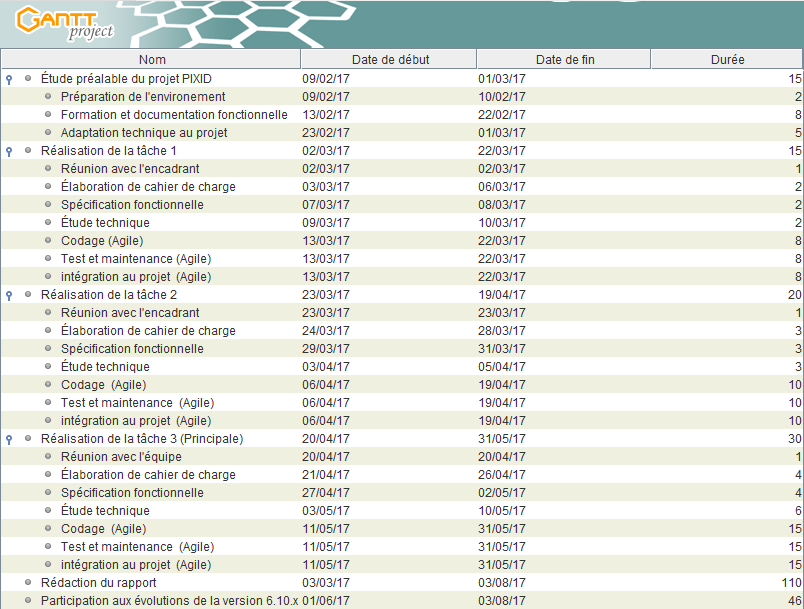 GANTT
project
Nom Date de début Date de fin Durée
Étude préalable du projet PIXID 09/02/17 01/03/17 15
Préparation de l'environement 09/02/17 10/02/17 2
Formation et documentation fonctionnelle 13/02/17 22/02/17 8
Adaptation technique au projet 23/02/17 01/03/17 5
Réalisation de la tâche 1 02/03/17 22/03/17 15
Réunion avec l'encadrant 02/03/17 02/03/17 1
Élaboration de cahier de charge 03/03/17 06/03/17 2
Spécification fonctionnelle 07/03/17 08/03/17 2
Étude technique 09/03/17 10/03/17 2
Codage (Agile) 13/03/17 22/03/17 8
Test et maintenance (Agile) 13/03/17 22/03/17 8
intégration au projet (Agile) 13/03/17 22/03/17 8
Réalisation de la tâche 2 23/03/17 19/04/17 20
Réunion avec l'encadrant 23/03/17 23/03/17 1
Élaboration de cahier de charge 24/03/17 28/03/17 3
Spécification fonctionnelle 29/03/17 31/03/17 3
Étude technique 03/04/17 05/04/17 3
Codage (Agile) 06/04/17 19/04/17 10
Test et maintenance (Agile) 06/04/17 19/04/17 10
intégration au projet (Agile) 06/04/17 19/04/17 10
Réalisation de la tâche 3 (Principale) 20/04/17 31/05/17 30
Réunion avec l'équipe 20/04/17 20/04/17 1
Élaboration de cahier de charge 21/04/17 26/04/17 4
Spécification fonctionnelle 27/04/17 02/05/17 4
Étude technique 03/05/17 10/05/17 6
Codage (Agile) 11/05/17 31/05/17 15
Test et maintenance (Agile) 11/05/17 31/05/17 15
intégration au projet (Agile) 11/05/17 31/05/17 15
Rédaction du rapport 03/03/17 03/08/17 110
Participation aux évolutions de la version 6.10.x 01/06/17 03/08/17 46